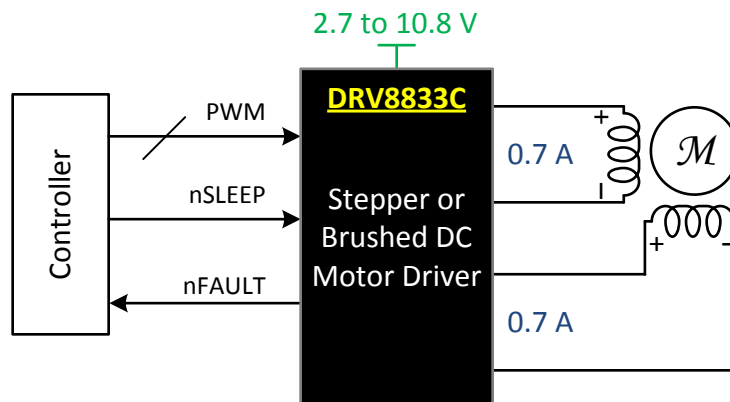 2.7 to 10.8 V
Controller
PWM
nSLEEP
nFAULT
DRV8833C
Stepper or
Brushed DC
Motor Driver
0.7 A
0.7 A
+
–
M
+
-